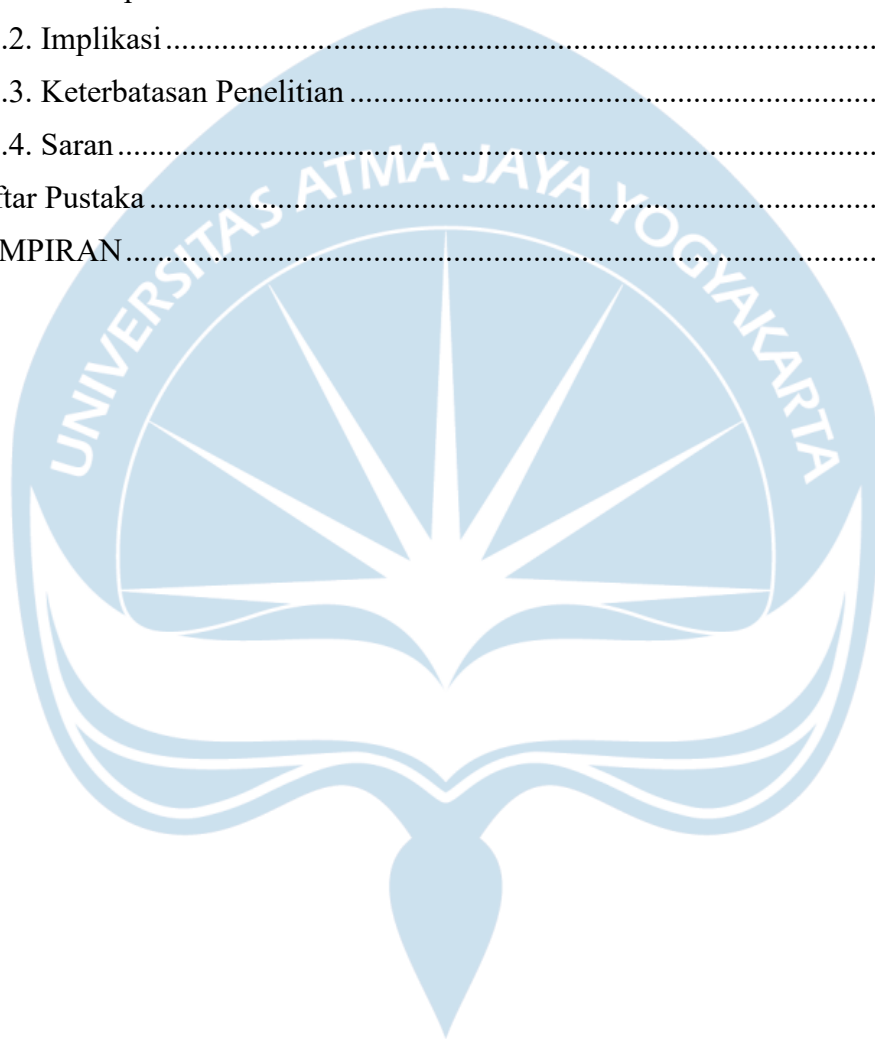 .2. Implikasi
.3. Keterbatasan Penelitian
.4. Saran
ftar Pustaka
MPIRAN
UNIVERSITAS ATMA JAYA YOGYAKARTA